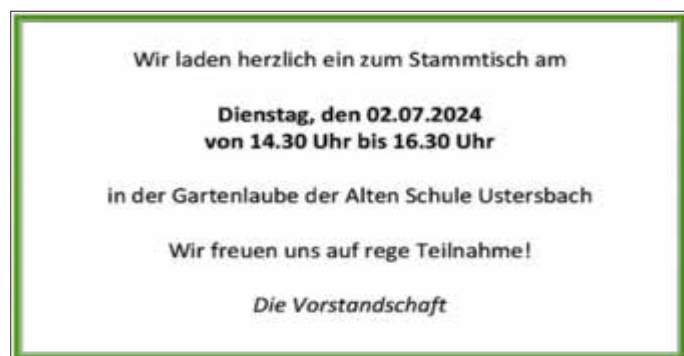 Wir laden herzlich ein zum Stammtisch am
Dienstag, den 02.07.2024
von 14.30 Uhr bis 16.30 Uhr
in der Gartenlaube der Alten Schule Ustersbach
Wir freuen uns auf rege Teilnahme!
Die Vorstandschaft